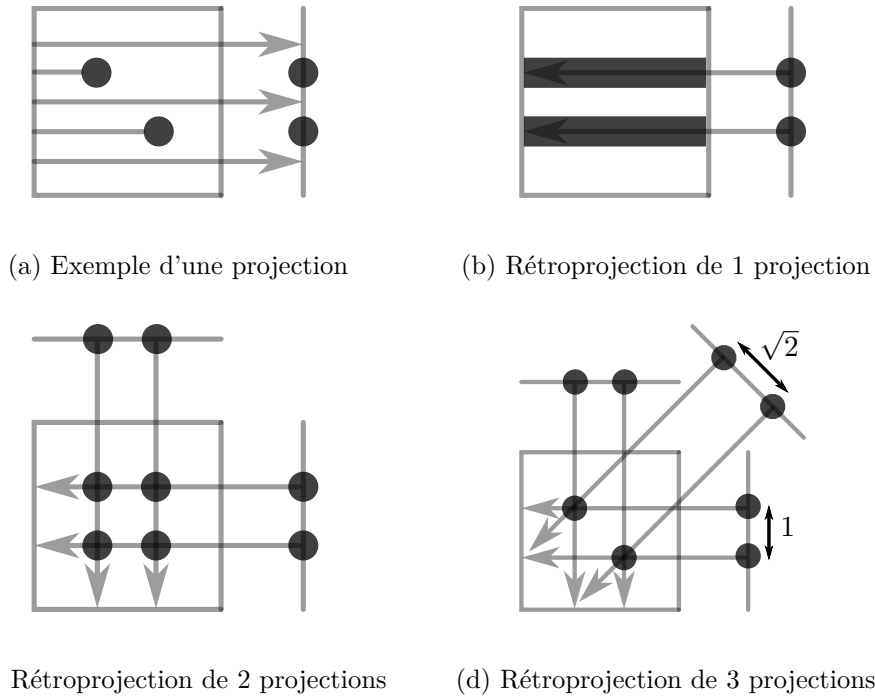 (a) Exemple d'une projection
(b) Rétroprojection de 1 projection
√2
1
Rétroprojection de 2 projections
(d) Rétroprojection de 3 projections